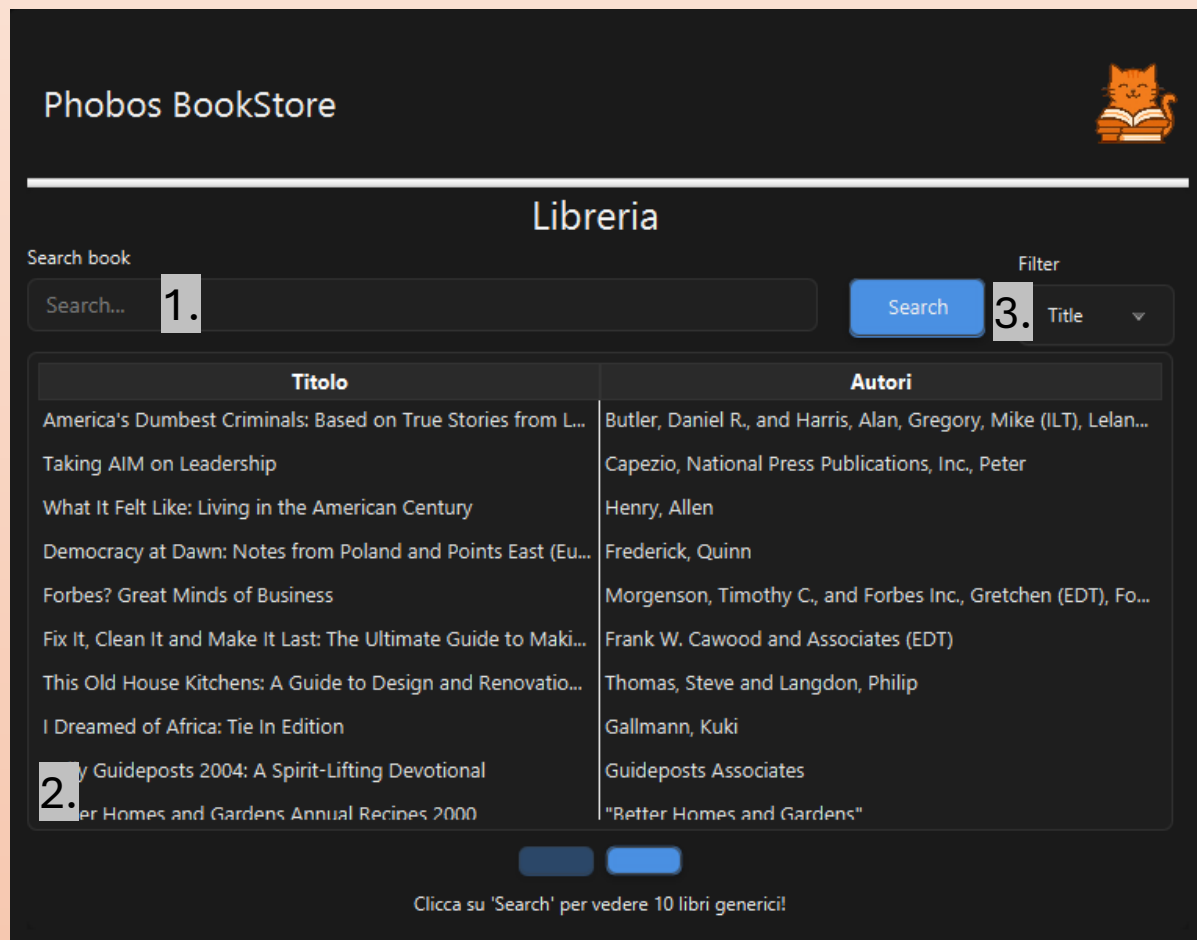 Phobos BookStore
Libreria
Search book
Filter
Search...
1.
Search
3.
Title
Titolo Autori
America's Dumbest Criminals: Based on True Stories from L... Butler, Daniel R., and Harris, Alan, Gregory, Mike (ILT), Lelan...
Taking AIM on Leadership Capezio, National Press Publications, Inc., Peter
What It Felt Like: Living in the American Century Henry, Allen
Democracy at Dawn: Notes from Poland and Points East (Eu... Frederick, Quinn
Forbes? Great Minds of Business Morgenson, Timothy C., and Forbes Inc., Gretchen (EDT), Fo...
Fix It, Clean It and Make It Last: The Ultimate Guide to Maki... Frank W. Cawood and Associates (EDT)
This Old House Kitchens: A Guide to Design and Renovatio... Thomas, Steve and Langdon, Philip
I Dreamed of Africa: Tie In Edition Gallmann, Kuki
Guideposts 2004: A Spirit-Lifting Devotional Guideposts Associates
2.
Homes and Gardens Annual Recipes 2000 "Better Homes and Gardens"
Clicca su 'Search' per vedere 10 libri generici!